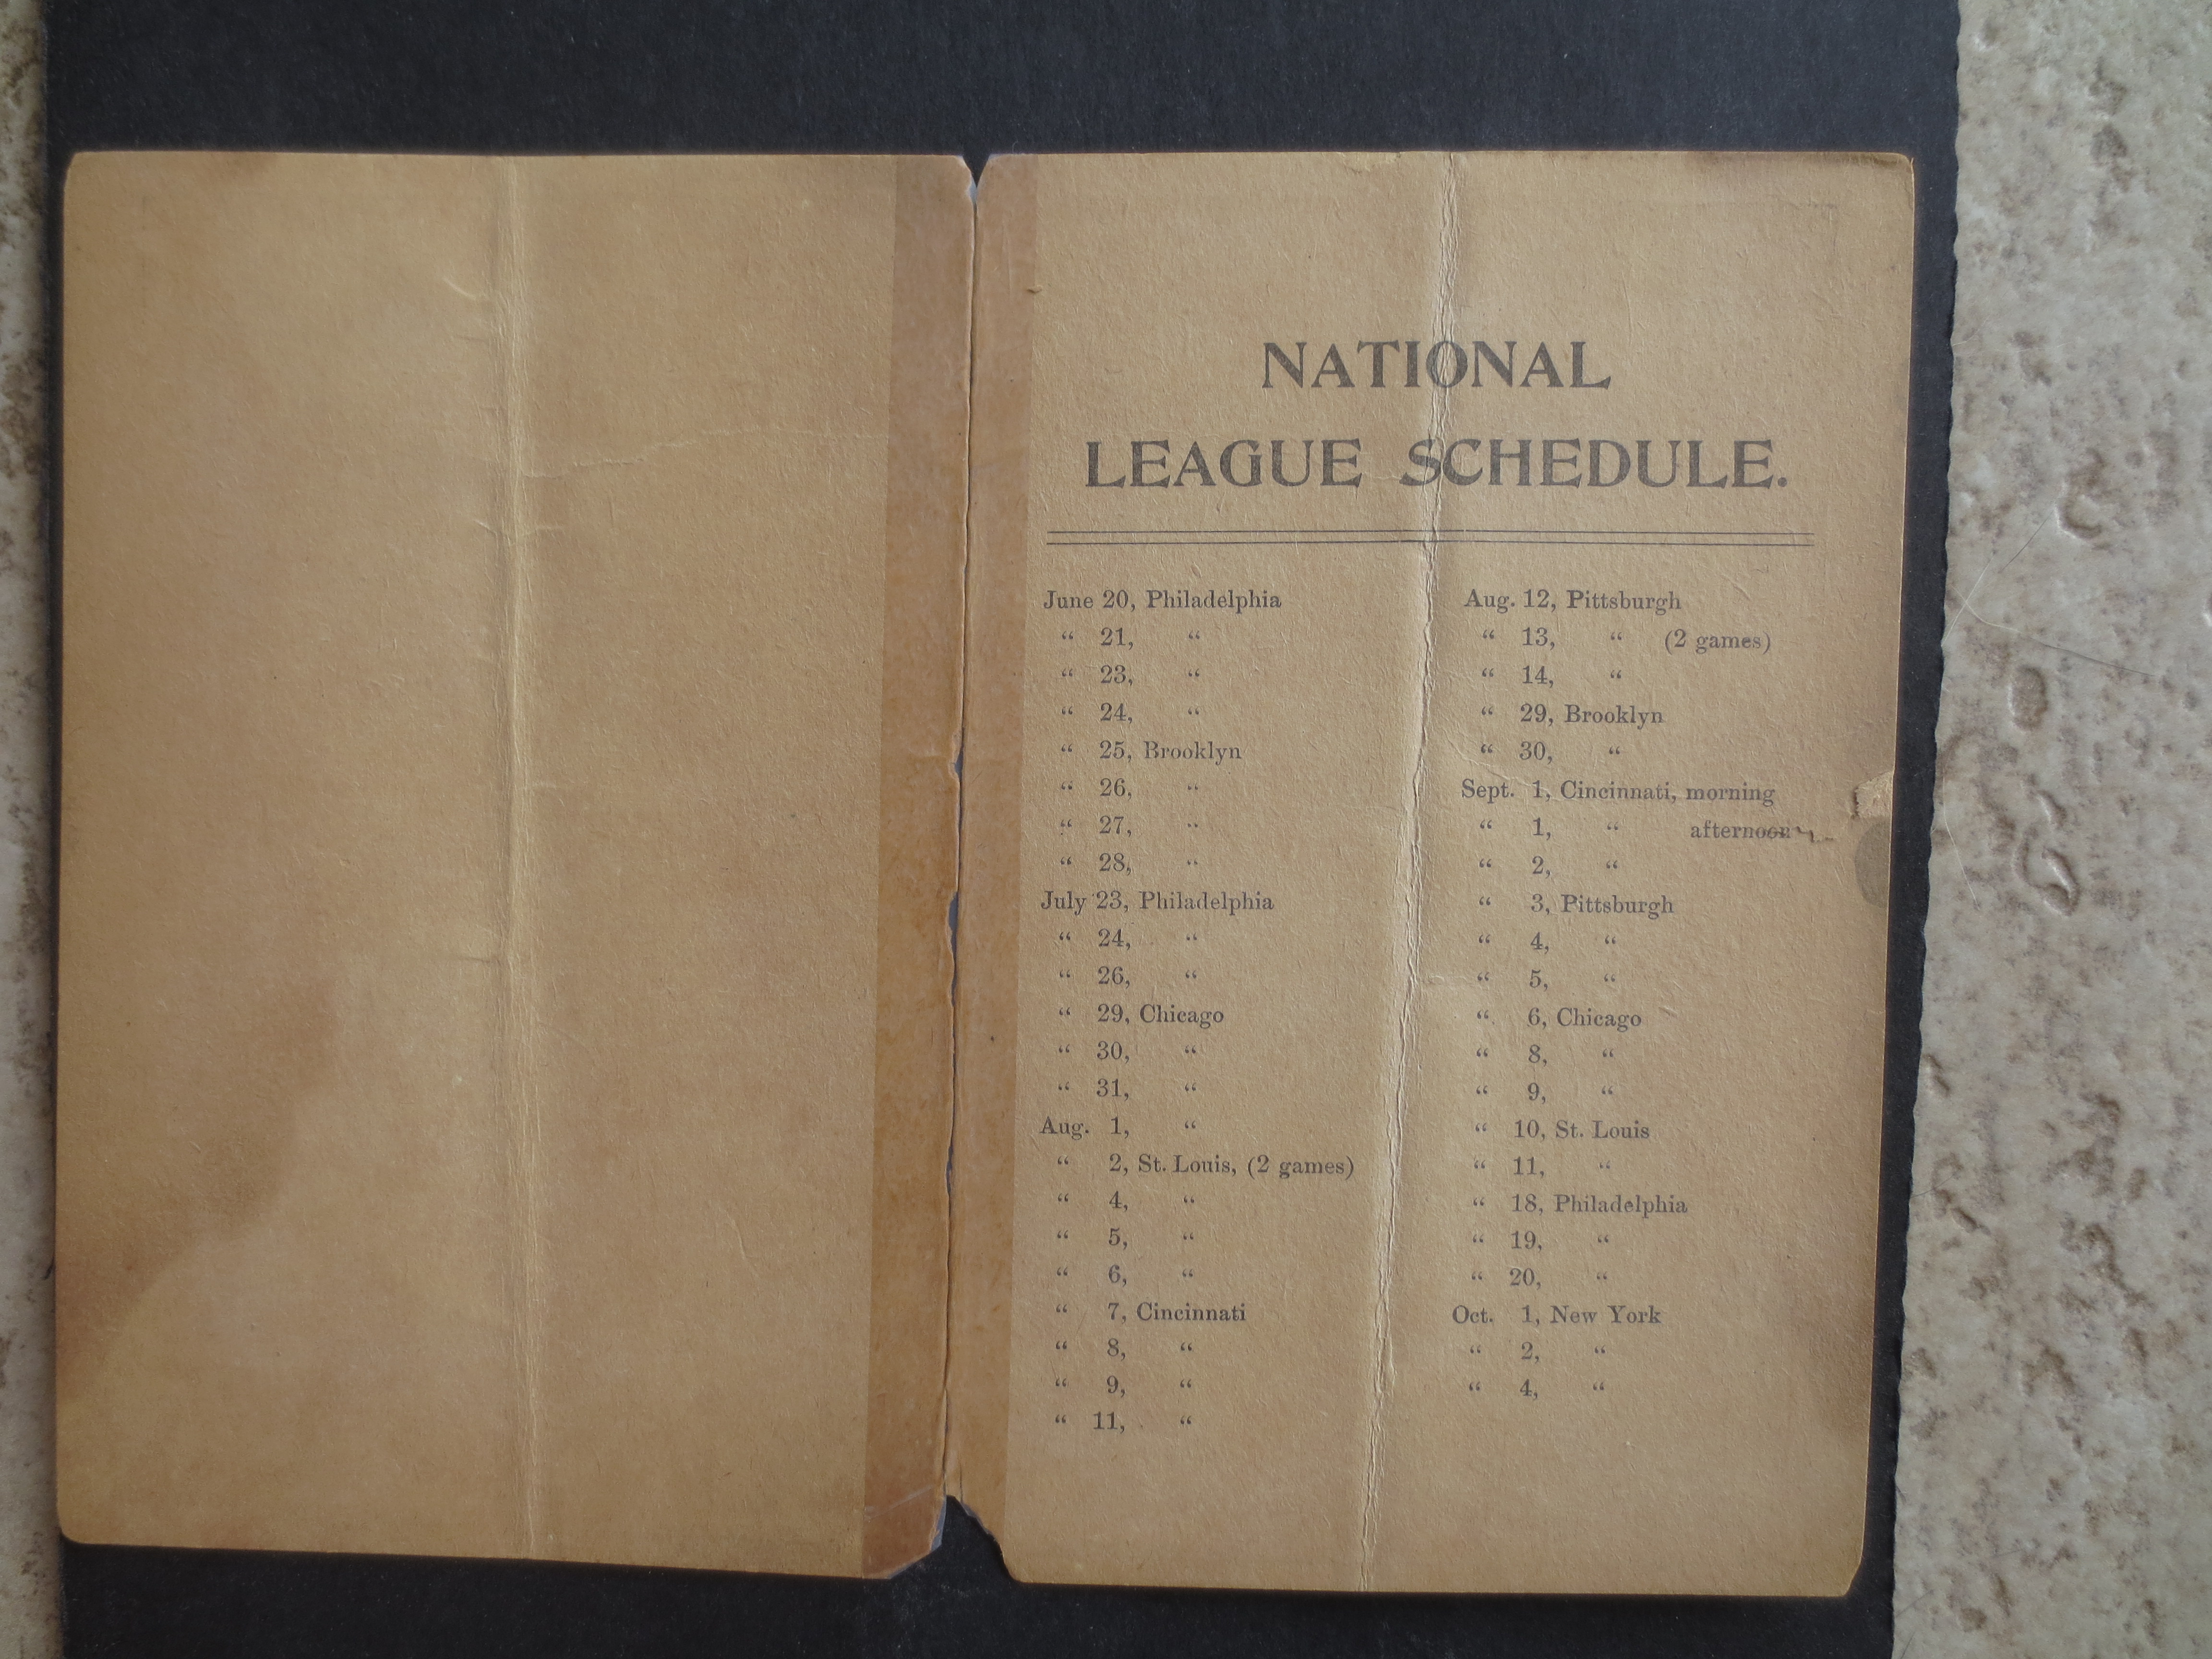 NATIONAL
LEAGUE SCHEDULE.
June 20, Philadelphia
“ 21, “
“ 23, “
“ 24, “
“ 25, Brooklyn
“ 26, “
“ 27, “
“ 28, “
July 23, Philadelphia
“ 24, “
“ 26, “
“ 29, Chicago
“ 30, “
“ 31, “
Aug. 1, “
“ 2, St. Louis, (2 games)
“ 4, “
“ 5, “
“ 6, “
“ 7, Cincinnati
“ 8, “
“ 9, “
“ 11, “
Aug. 12, Pittsburgh
“ 13, “ (2 games)
“ 14, “
“ 29, Brooklyn
“ 30, “
Sept. 1, Cincinnati, morning
“ 1, “ afternoon
“ 2, “
“ 3, Pittsburgh
“ 4, “
“ 5, “
“ 6, Chicago
“ 8, “
“ 9, “
“ 10, St. Louis
“ 11, “
“ 18, Philadelphia
“ 19, “
“ 20, “
Oct. 1, New York
“ 2, “
“ 4, “